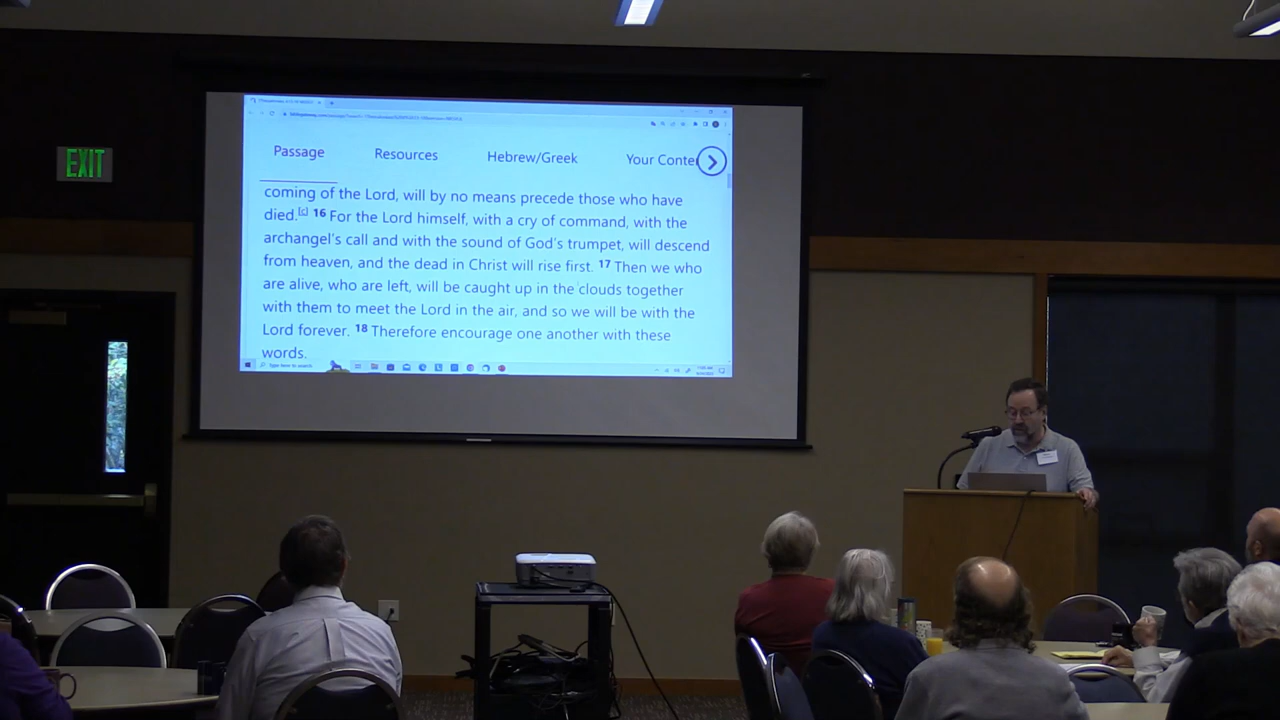 EXIT
Passage
Resources
Hebrew/Greek
Your Conte
coming of the Lord, will by no means precede those who have
died.[c] 16 For the Lord himself, with a cry of command, with the
archangel's call and with the sound of God's trumpet, will descend
from heaven, and the dead in Christ will rise first. 17 Then we who
are alive, who are left, will be caught up in the clouds together
with them to meet the Lord in the air, and so we will be with the
Lord forever. 18 Therefore encourage one another with these
words.
Type here to search